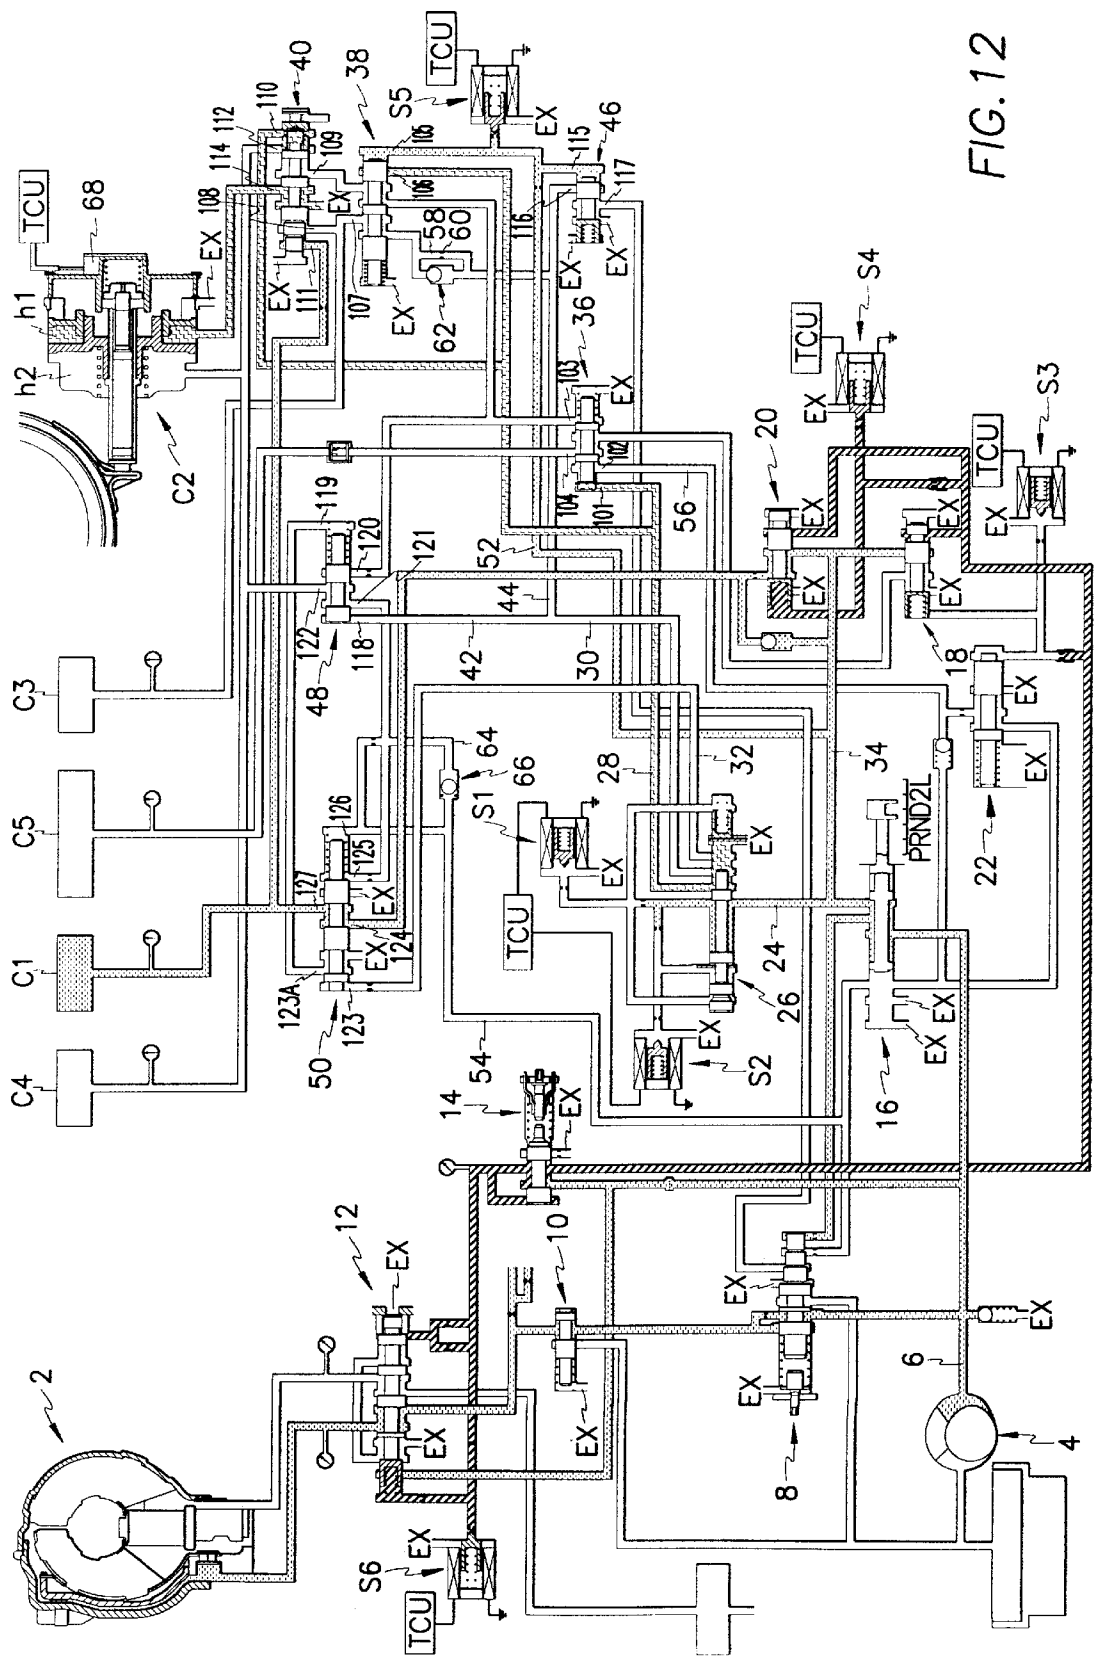 FIG.12
TCU
S5
EX
40
110
112
114
108
109
EX
EX
111
38
105
106
107
EX
58
60
62
46
115
116
117
EX
EX
TCU
68
EX
h1
h2
C2
36
103
EX
104
102
101
56
52
44
TCU
S4
EX
20
EX
EX
TCU
S3
EX
EX
EX
18
119
120
121
122
118
48
42
30
C3
C5
C1
C4
64
66
126
125
127
EX
124
EX
123A
123
50
54
S1
TCU
EX
28
32
34
EX
24
26
EX
S2
PRND2L
EX
EX
22
EX
EX
16
14
EX
12
EX
EX
10
EX
EX
EX
8
EX
6
4
2
S6
EX
TCU